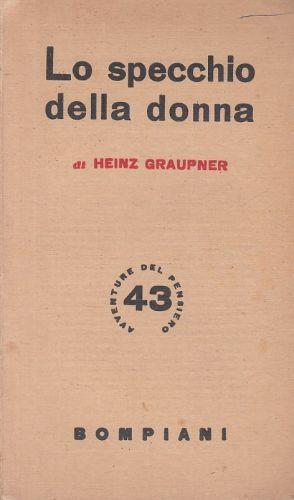 Lo specchio
della donna
di HEINZ GRAUPNER
AVVENTURE DEL PENSIERO
43
BOMPIANI